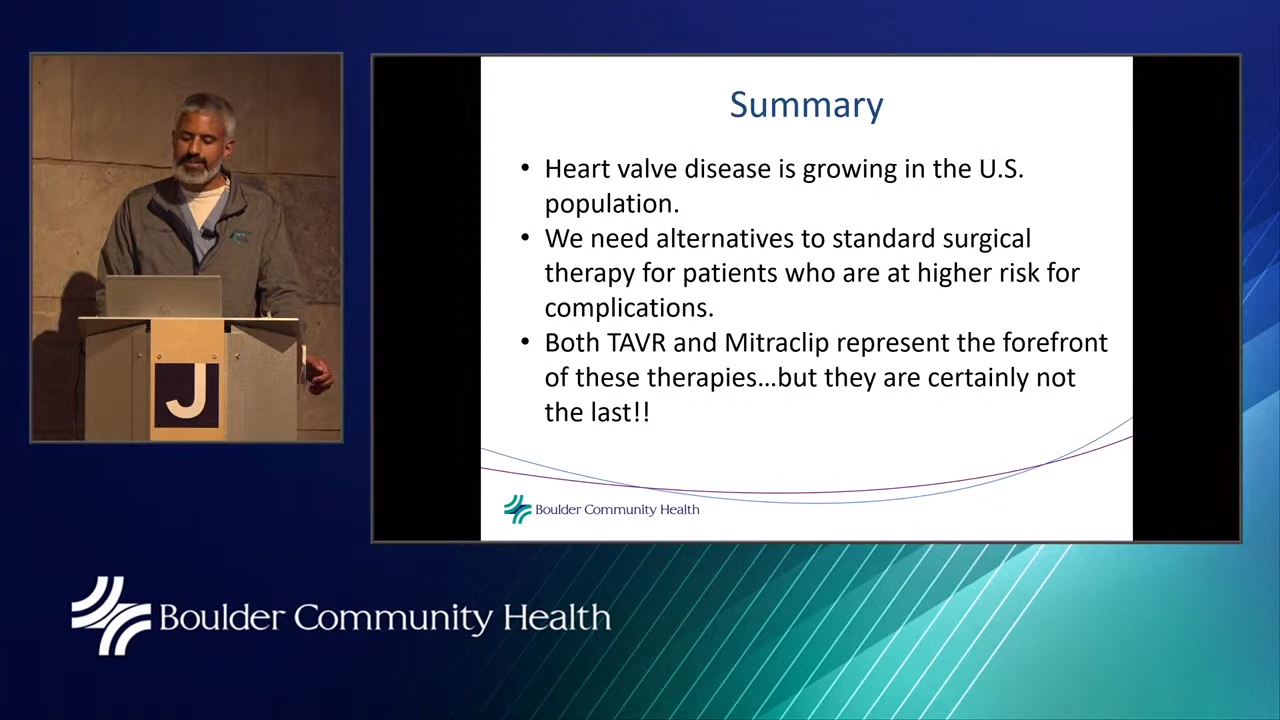 Summary
• Heart valve disease is growing in the U.S.
population.
• We need alternatives to standard surgical
therapy for patients who are at higher risk for
complications.
• Both TAVR and Mitraclip represent the forefront
of these therapies...but they are certainly not
the last!!
Boulder Community Health
J
Boulder Community Health